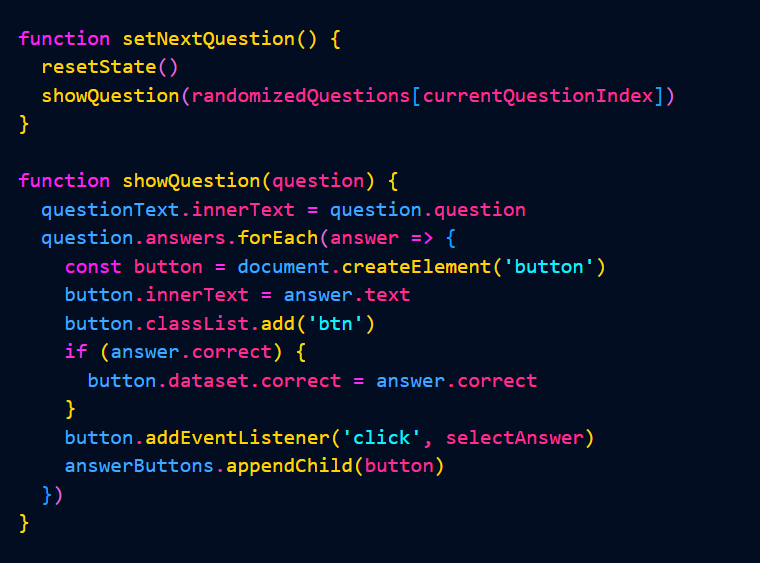 function setNextQuestion() {
  resetState()
  showQuestion(randomizedQuestions[currentQuestionIndex])
}

function showQuestion(question) {
  questionText.innerText = question.question
  question.answers.forEach(answer => {
    const button = document.createElement('button')
    button.innerText = answer.text
    button.classList.add('btn')
    if (answer.correct) {
      button.dataset.correct = answer.correct
    }
    button.addEventListener('click', selectAnswer)
    answerButtons.appendChild(button)
  })
}